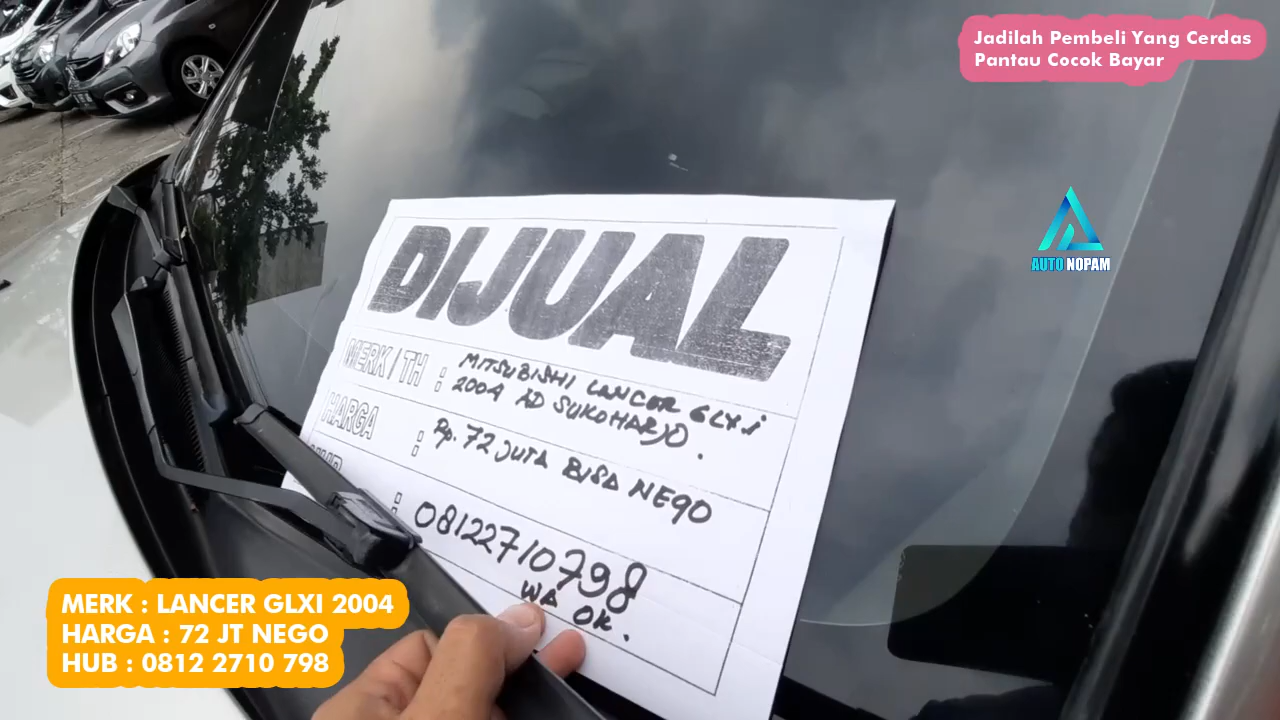 Jadilah Pembeli Yang Cerdas
Pantau Cocok Bayar
AUTO NOPAM
DIJUAL
MERK / TH : MITSUBISHI LANCER GLX.i
2004 AD SUKOHARJO.
HARGA : Rp. 72 JUTA BISA NEGO
: 08122710798
WA OK.
MERK : LANCER GLXI 2004
HARGA : 72 JT NEGO
HUB : 0812 2710 798